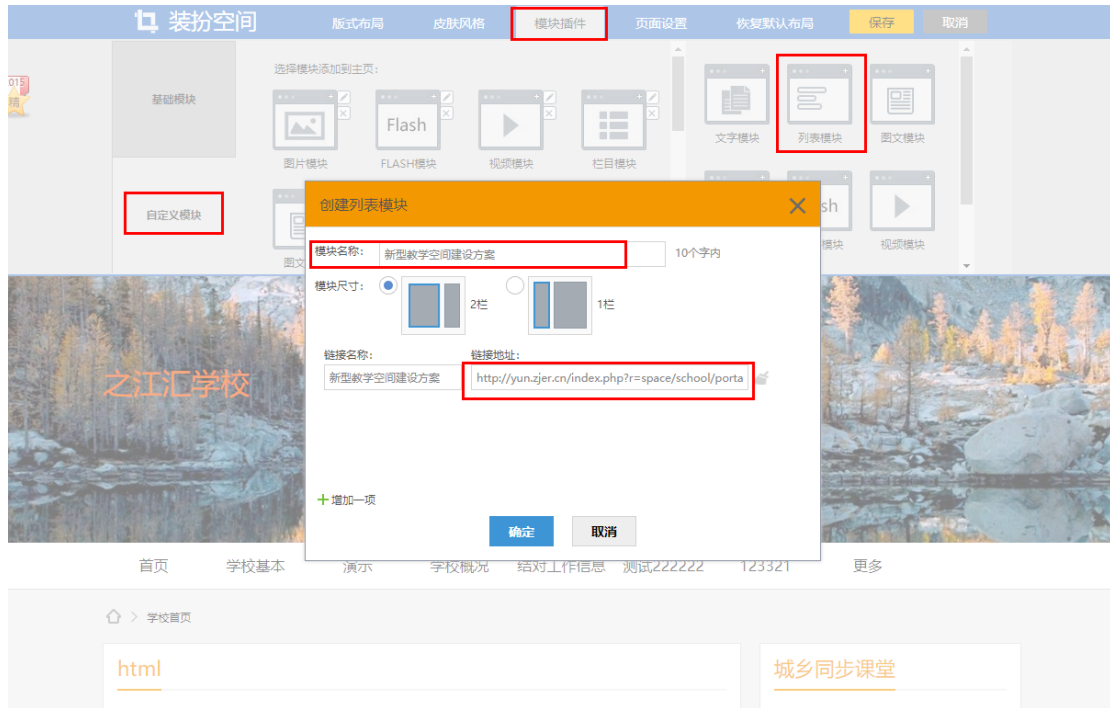 装扮空间 版式布局 皮肤风格 模块插件 页面设置 恢复默认布局 保存 取消
选择模块添加到主页:
基础模块
Flash
图片模块 FLASH模块 视频模块 栏目模块
文字模块 列表模块 图文模块
自定义模块
图文
sh
模块 视频模块
创建列表模块
模块名称: 新型教学空间建设方案 10个字内
模块尺寸: 2栏 1栏
链接名称: 链接地址:
新型教学空间建设方案 http://yun.zjer.cn/index.php?r=space/school/porta
增加一项
确定 取消
之江汇学校
首页 学校基本 演示 学校概况 结对工作信息 测试222222 123321 更多
学校首页
html 城乡同步课堂